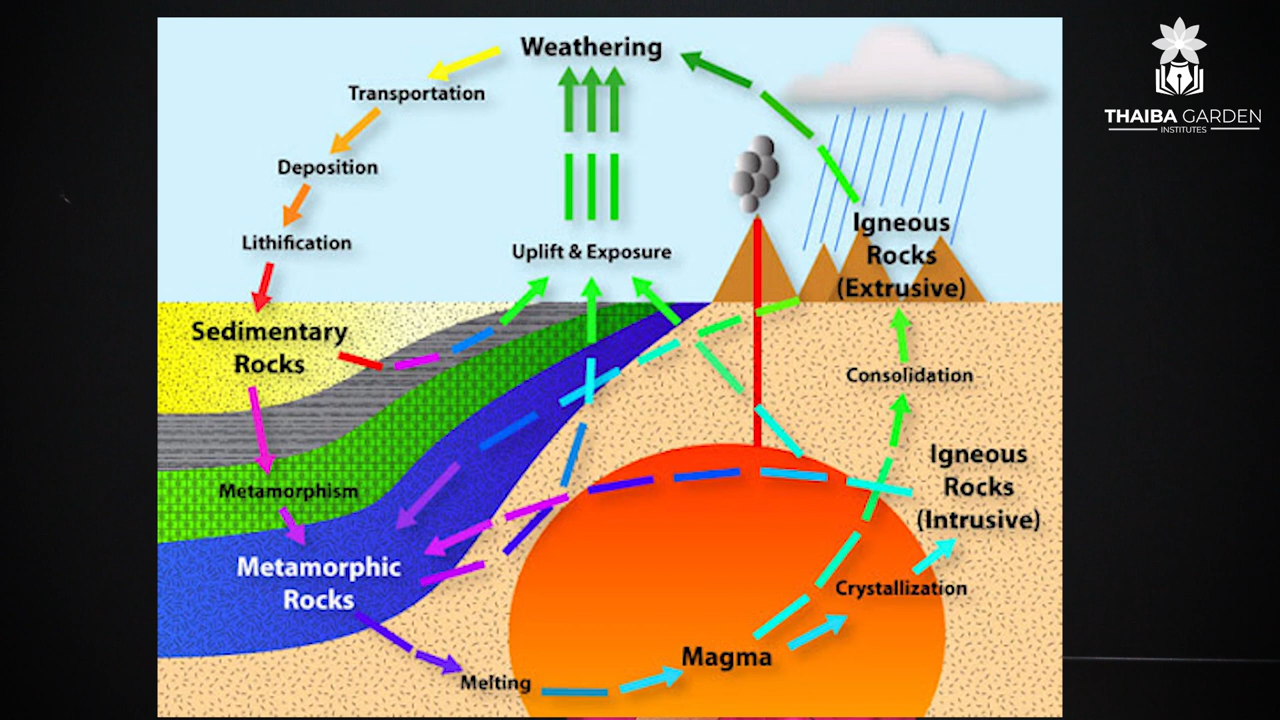 Weathering
Transportation
Deposition
Lithification
Sedimentary
Rocks
Uplift & Exposure
Igneous
Rocks
(Extrusive)
Consolidation
Igneous
Rocks
(Intrusive)
Crystallization
Metamorphism
Metamorphic
Rocks
Melting
Magma
THAIBA GARDEN
INSTITUTES